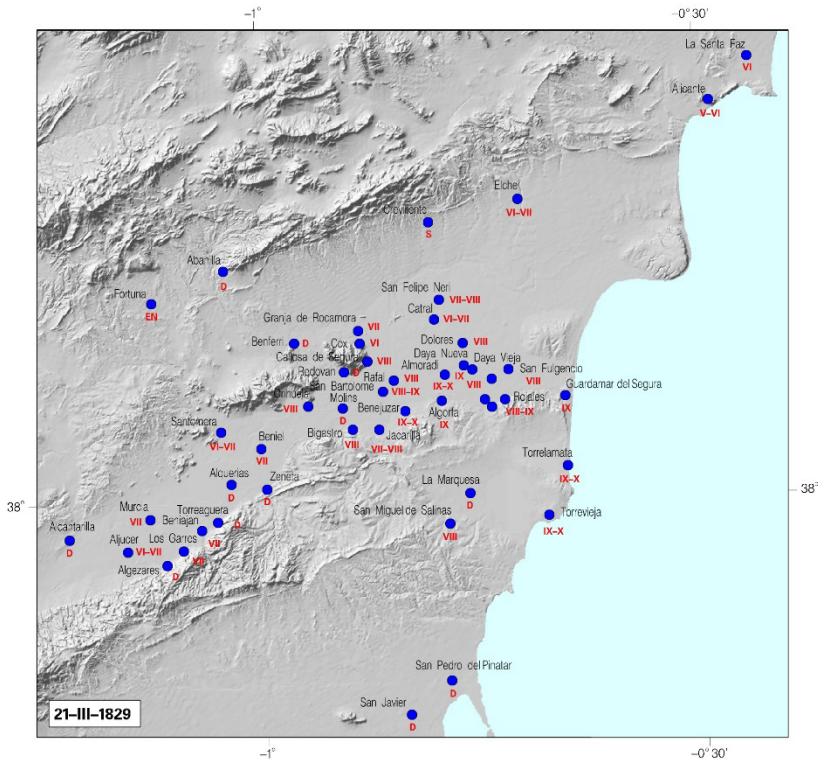 -1°
-0° 30'
La Santa Faz
VI
Alicante
V-VI
Elche
VI-VII
Crevillente
S
Abanilla
D
Fortuna
EN
San Felipe Neri
VII-VIII
Catral
VI-VII
Granja de Rocamora
VII
Benferri
D
Cox
VI
Dolores
VIII
Callosa de Segura
VIII
Daya Nueva
IX
Daya Vieja
VIII
San Fulgencio
VIII
Redovan
D
Rafal
VIII-IX
Almoradi
IX-X
VIII
San Bartolome
Guardamar del Segura
IX
Orihuela
VIII
Molins
D
Benejuzar
IX-X
Algorfa
IX
Rojales
VIII-IX
Santomera
VI-VII
Bigastro
VIII
Jacarilla
VII-VIII
Beniel
VII
Torrelamata
IX-X
Alquerias
D
Zeneta
D
La Marquesa
D
38°
38°
Murcia
VII
Torreaguera
D
San Miguel de Salinas
VIII
Torrevieja
IX-X
Beniajan
VII
Alcantarilla
D
Aljucer
VI-VII
Los Garres
VII
Algezares
D
San Pedro del Pinatar
D
San Javier
D
21-III-1829
-1°
-0° 30'